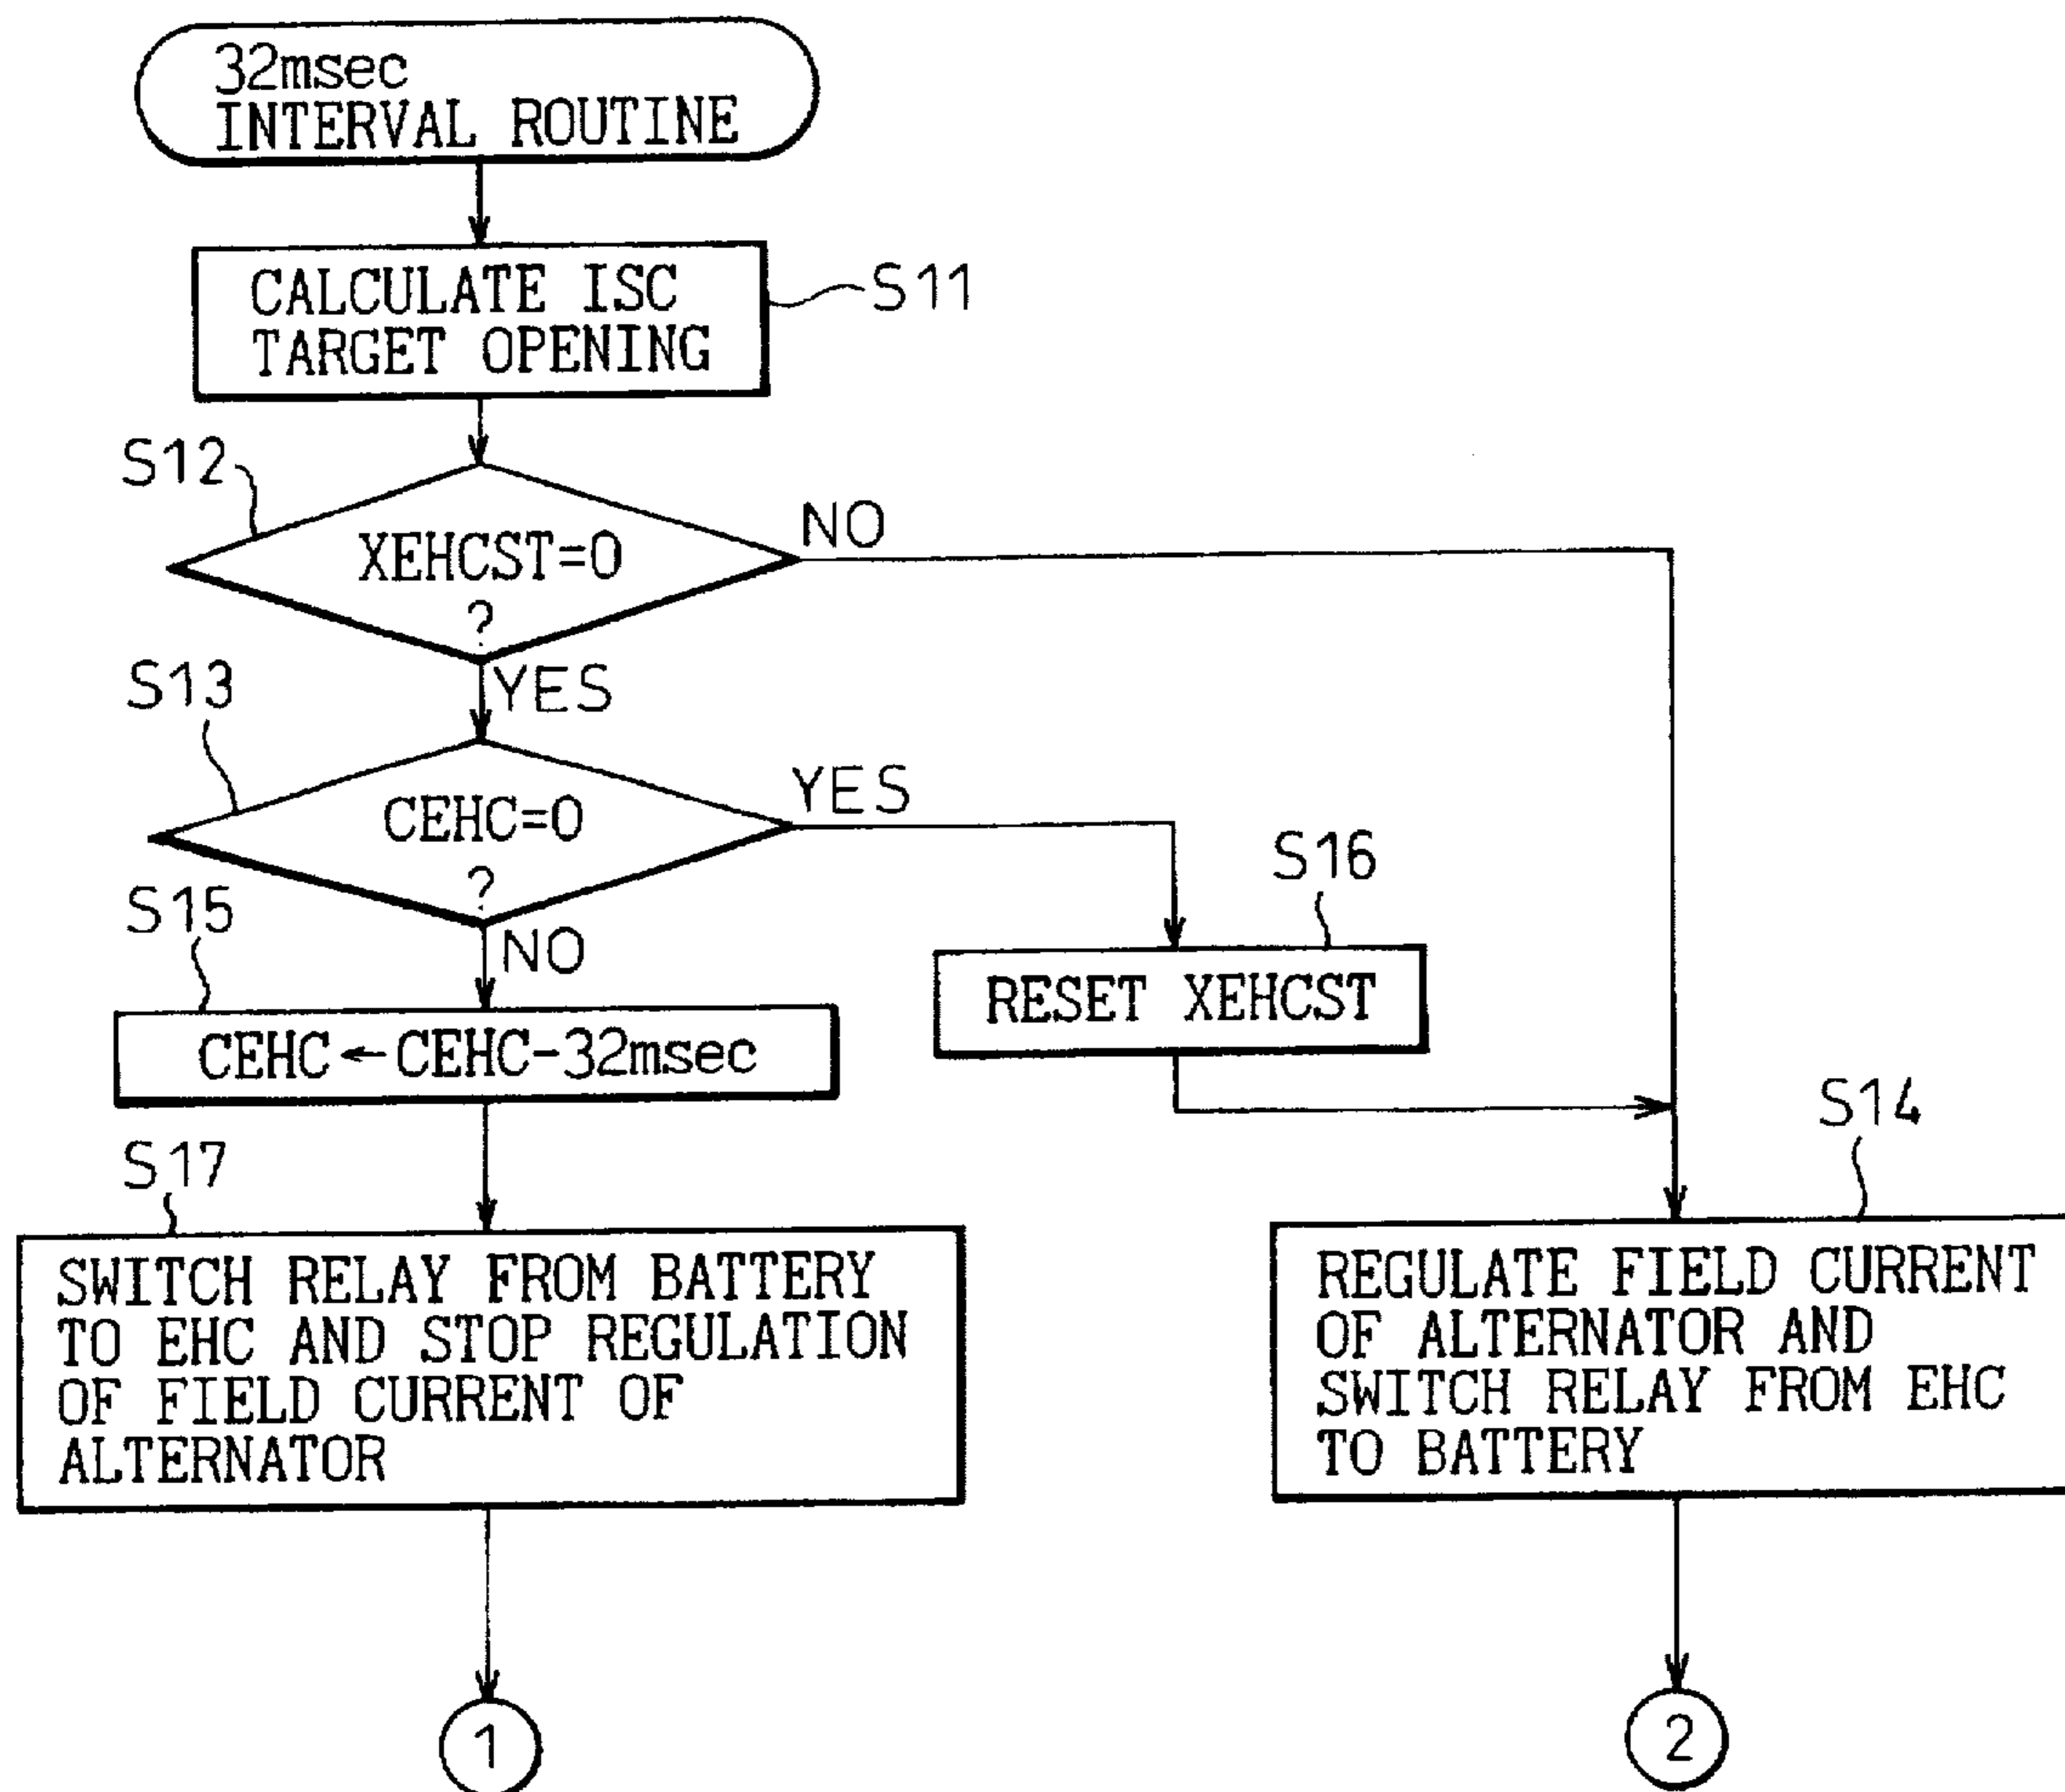 32msec
INTERVAL ROUTINE
CALCULATE ISC
TARGET OPENING
S11
S12
XEHCST=0
?
NO
YES
S13
CEHC=0
?
YES
NO
S16
RESET XEHCST
S15
CEHC←CEHC-32msec
S14
S17
SWITCH RELAY FROM BATTERY
TO EHC AND STOP REGULATION
OF FIELD CURRENT OF
ALTERNATOR
REGULATE FIELD CURRENT
OF ALTERNATOR AND
SWITCH RELAY FROM EHC
TO BATTERY
1
2